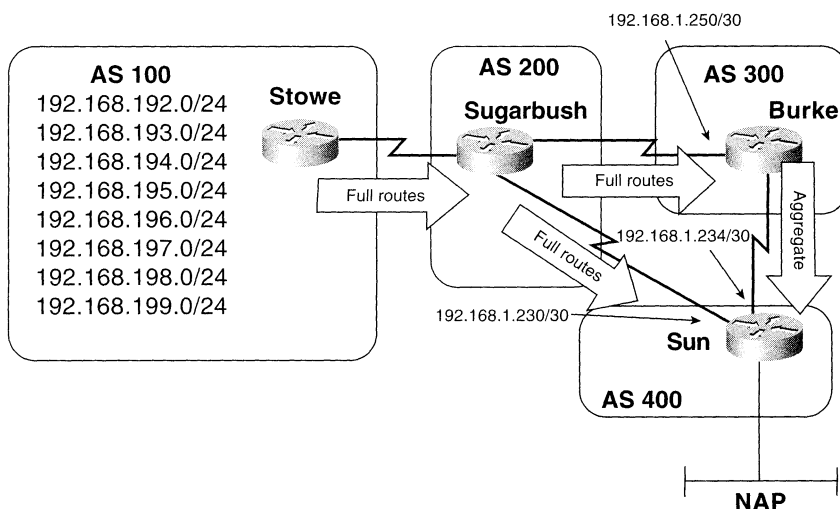 192.168.1.250/30
AS 100
192.168.192.0/24
192.168.193.0/24
192.168.194.0/24
192.168.195.0/24
192.168.196.0/24
192.168.197.0/24
192.168.198.0/24
192.168.199.0/24
Stowe
Full routes
AS 200
Sugarbush
Full routes
Full routes
AS 300
Burke
Aggregate
192.168.1.234/30
192.168.1.230/30
Sun
AS 400
NAP